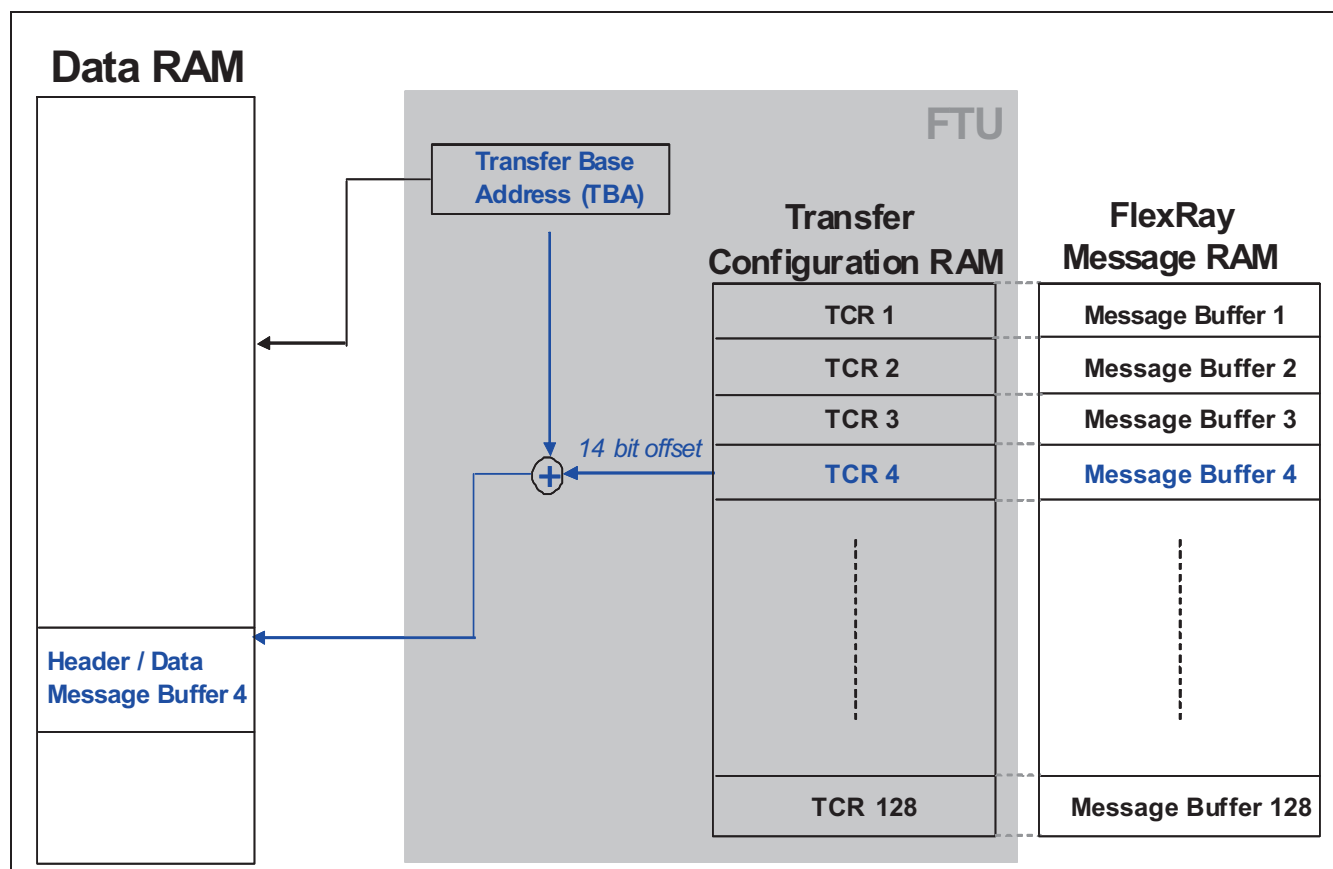 Data RAM
FTU
Transfer Base
Address (TBA)
Transfer
Configuration RAM
FlexRay
Message RAM
TCR 1
Message Buffer 1
TCR 2
Message Buffer 2
TCR 3
Message Buffer 3
14 bit offset
TCR 4
Message Buffer 4
+
Header / Data
Message Buffer 4
TCR 128
Message Buffer 128